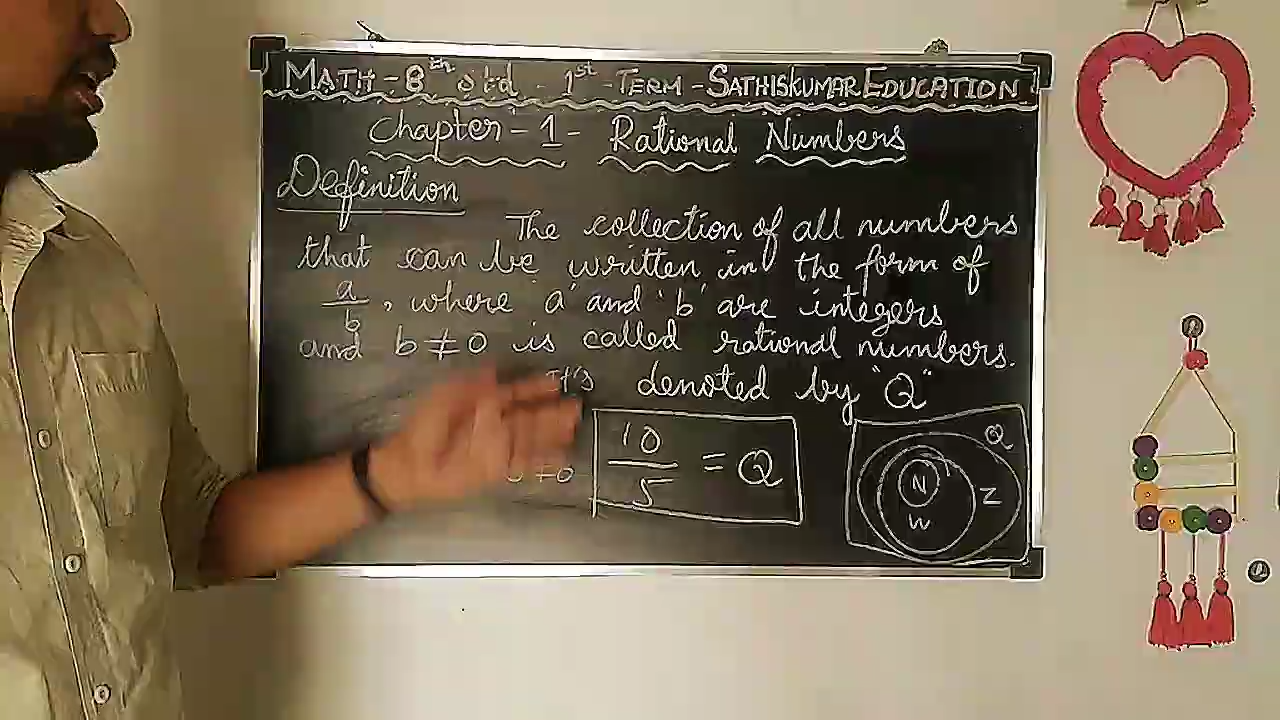 MATH - 8th std - 1st - TERM - SATHISKUMAR EDUCATION
Chapter - 1 - Rational Numbers
Definition
The collection of all numbers
that can be written in the form of
a/b, where 'a' and 'b' are integers
and b ≠ 0 is called rational numbers.
It's denoted by "Q"
≠ 0
10/5 = Q
Q
N
Z
W